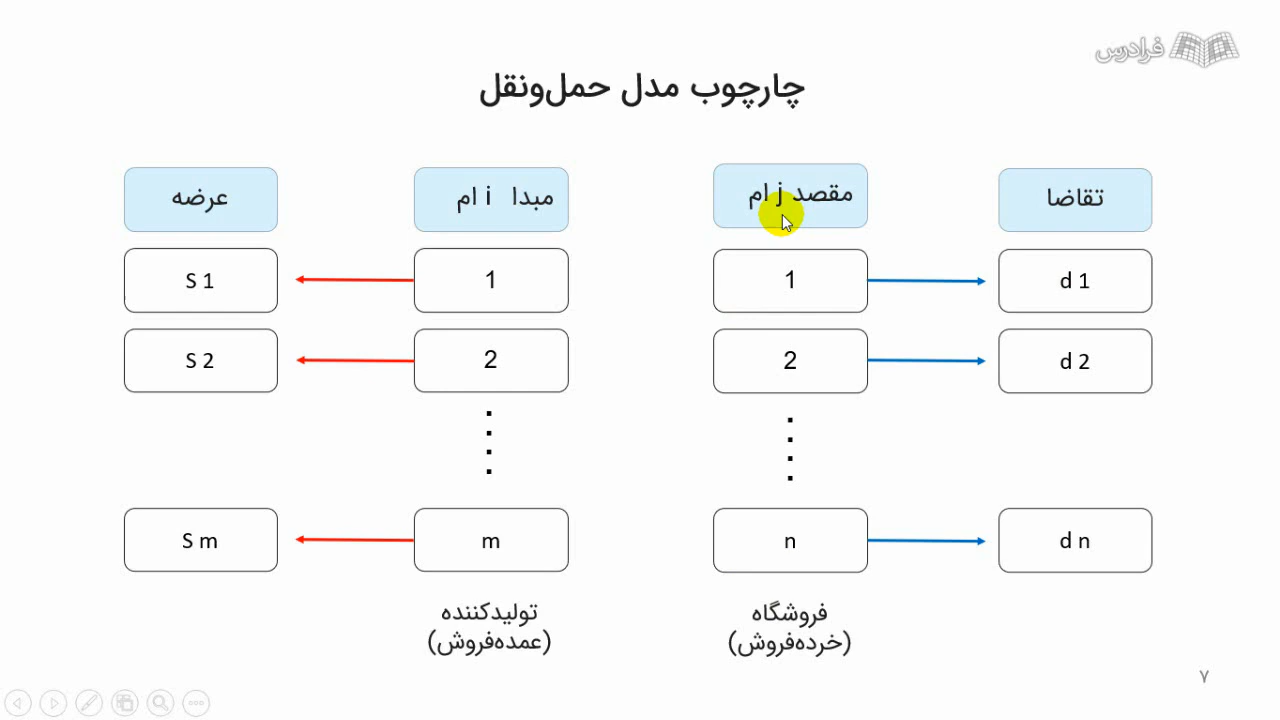 فرادرس
چارچوب مدل حمل‌ونقل
تقاضا
مقصد j ام
مبدا i ام
عرضه
d 1
1
1
S 1
d 2
2
2
S 2
d n
n
m
S m
فروشگاه
(خرده‌فروش)
تولیدکننده
(عمده‌فروش)
۷